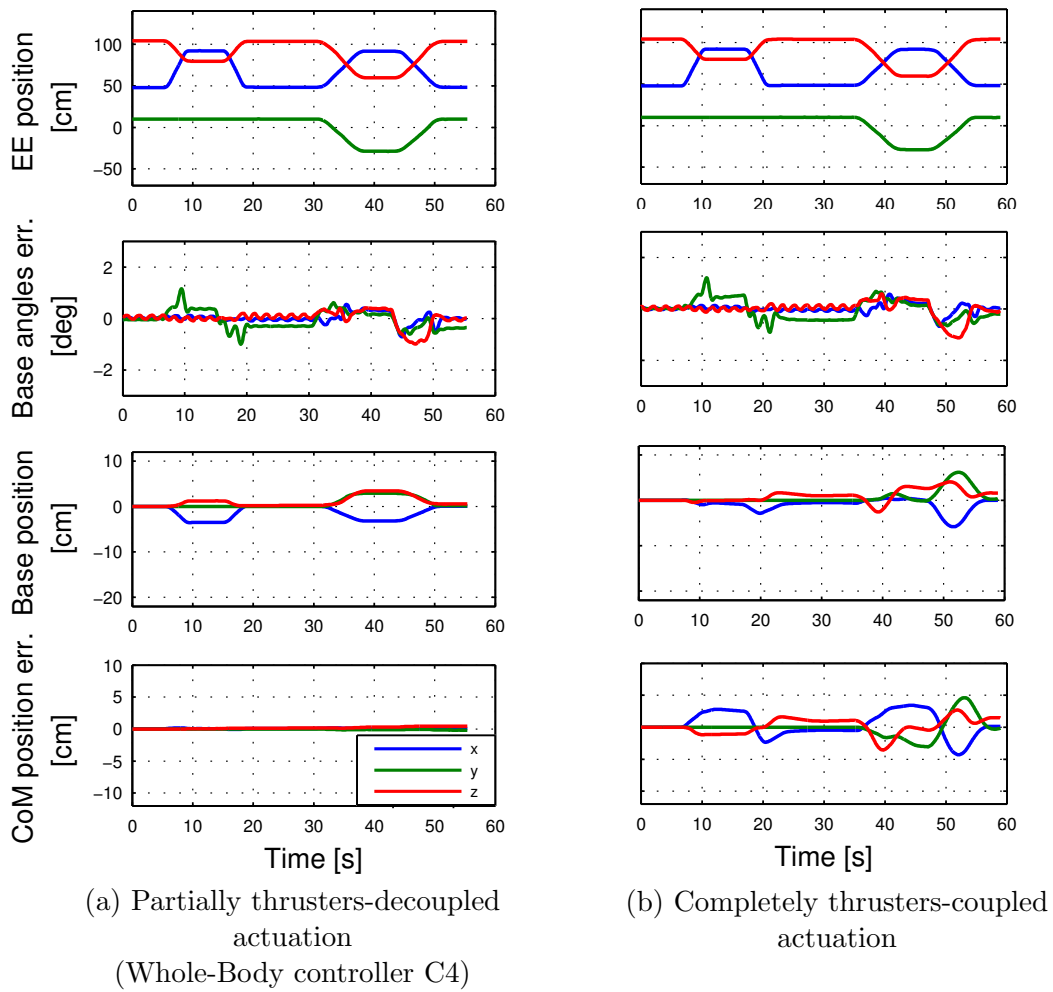 EE position
[cm]
100
50
0
−50
0 10 20 30 40 50 60
0 10 20 30 40 50 60
Base angles err.
[deg]
2
0
−2
0 10 20 30 40 50 60
0 10 20 30 40 50 60
Base position
[cm]
10
0
−10
−20
0 10 20 30 40 50 60
0 10 20 30 40 50 60
CoM position err.
[cm]
10
5
0
−5
−10
x
y
z
0 10 20 30 40 50 60
0 10 20 30 40 50 60
Time [s]
Time [s]
(a) Partially thrusters-decoupled
actuation
(Whole-Body controller C4)
(b) Completely thrusters-coupled
actuation